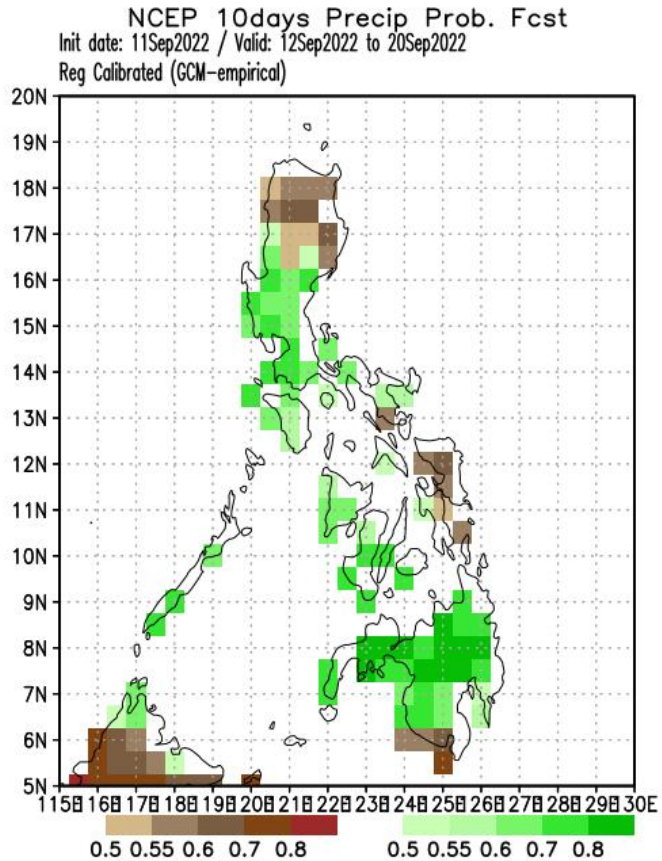 NCEP 10days Precip Prob. Fcst
Init date: 11Sep2022 / Valid: 12Sep2022 to 20Sep2022
Reg Calibrated (GCM-empirical)
20N
19N
18N
17N
16N
15N
14N
13N
12N
11N
10N
9N
8N
7N
6N
5N
115E 116E 117E 118E 119E 120E 121E 122E 123E 124E 125E 126E 127E 128E 129E 130E
0.5 0.55 0.6 0.7 0.8 0.5 0.55 0.6 0.7 0.8